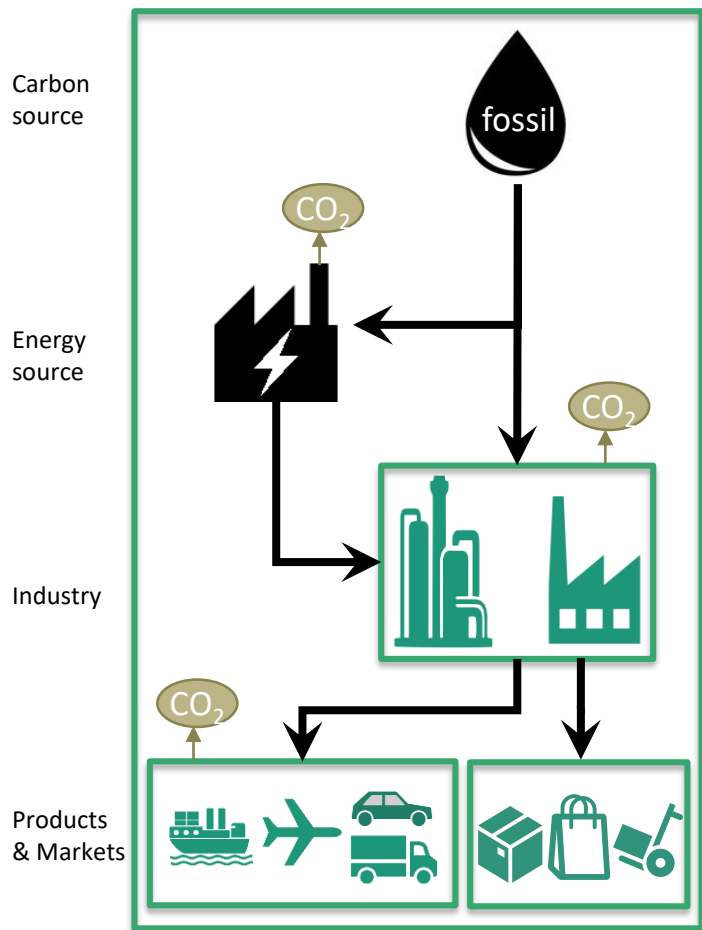 Carbon
source
fossil
CO₂
Energy
source
CO₂
Industry
CO₂
Products
& Markets